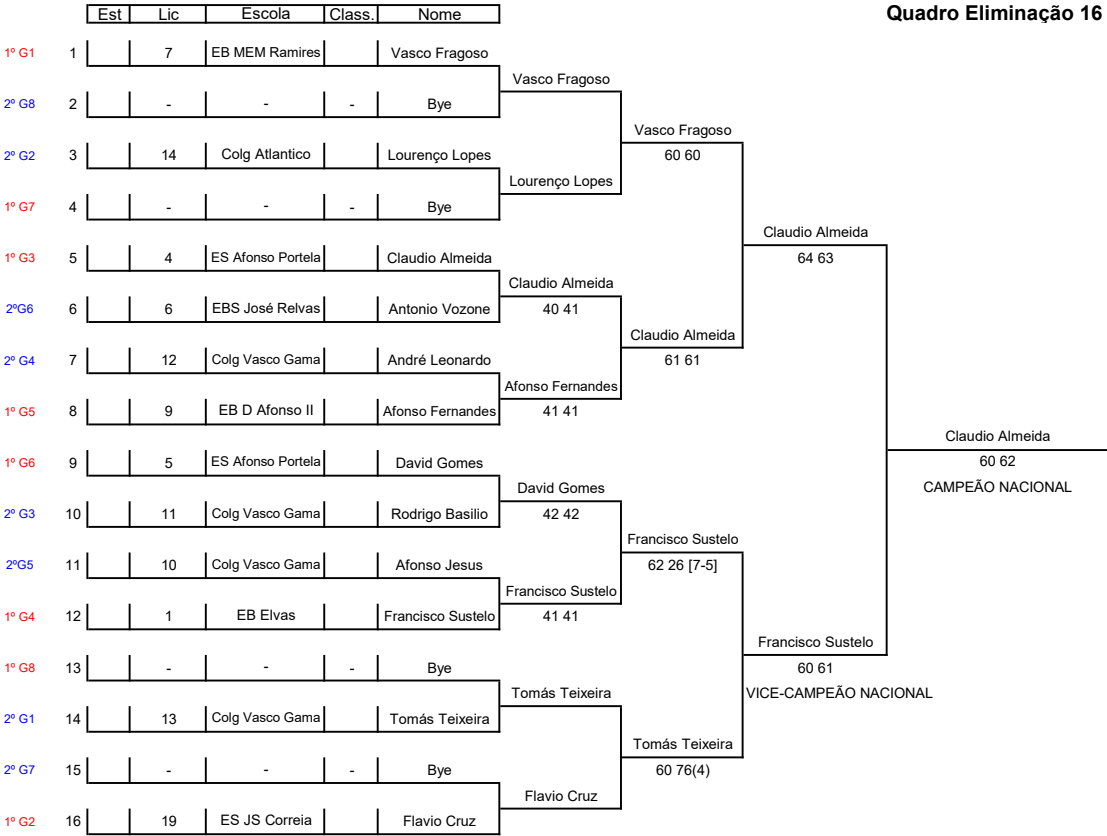 Est Lic Escola Class. Nome Quadro Eliminação 16
1º G1 1 7 EB MEM Ramires Vasco Fragoso
Vasco Fragoso
2º G8 2 - - - Bye
Vasco Fragoso
2º G2 3 14 Colg Atlantico Lourenço Lopes 60 60
Lourenço Lopes
1º G7 4 - - - Bye
Claudio Almeida
1º G3 5 4 ES Afonso Portela Claudio Almeida 64 63
Claudio Almeida
2ºG6 6 6 EBS José Relvas Antonio Vozone 40 41
Claudio Almeida
2º G4 7 12 Colg Vasco Gama André Leonardo 61 61
Afonso Fernandes
1º G5 8 9 EB D Afonso II Afonso Fernandes 41 41
Claudio Almeida
1º G6 9 5 ES Afonso Portela David Gomes 60 62
David Gomes CAMPEÃO NACIONAL
2º G3 10 11 Colg Vasco Gama Rodrigo Basilio 42 42
Francisco Sustelo
2ºG5 11 10 Colg Vasco Gama Afonso Jesus 62 26 [7-5]
Francisco Sustelo
1º G4 12 1 EB Elvas Francisco Sustelo 41 41
Francisco Sustelo
1º G8 13 - - - Bye 60 61
Tomás Teixeira VICE-CAMPEÃO NACIONAL
2º G1 14 13 Colg Vasco Gama Tomás Teixeira
Tomás Teixeira
2º G7 15 - - - Bye 60 76(4)
Flavio Cruz
1º G2 16 19 ES JS Correia Flavio Cruz